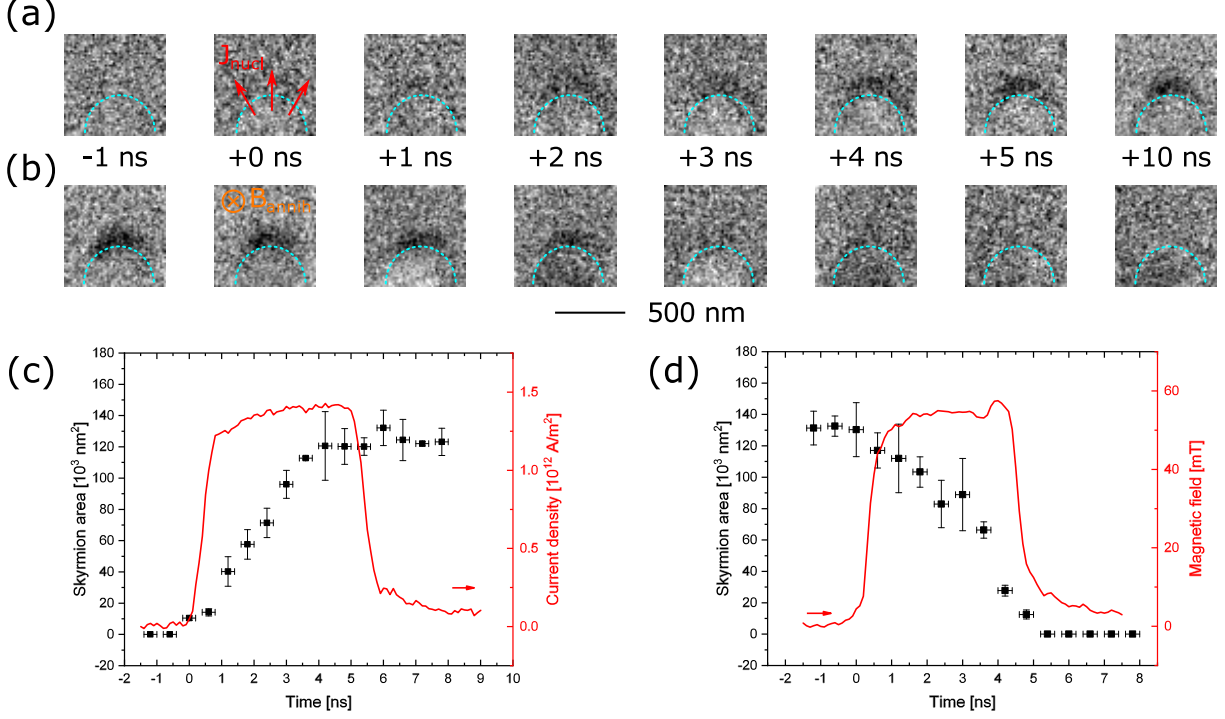 (a)
J_nucl
-1 ns +0 ns +1 ns +2 ns +3 ns +4 ns +5 ns +10 ns
(b)
B_annih
500 nm
(c)
180
160
140
120
100
80
60
40
20
0
-20
Skyrmion area [10³ nm²]
1.5
1.0
0.5
0.0
Current density [10¹² A/m²]
-2 -1 0 1 2 3 4 5 6 7 8 9 10
Time [ns]
(d)
180
160
140
120
100
80
60
40
20
0
-20
Skyrmion area [10³ nm²]
60
40
20
0
Magnetic field [mT]
-2 -1 0 1 2 3 4 5 6 7 8
Time [ns]